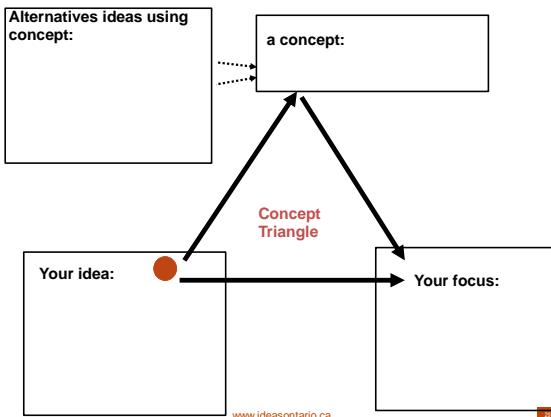 Alternatives ideas using
concept:
a concept:
Concept
Triangle
Your idea:
Your focus:
www.ideasontario.ca